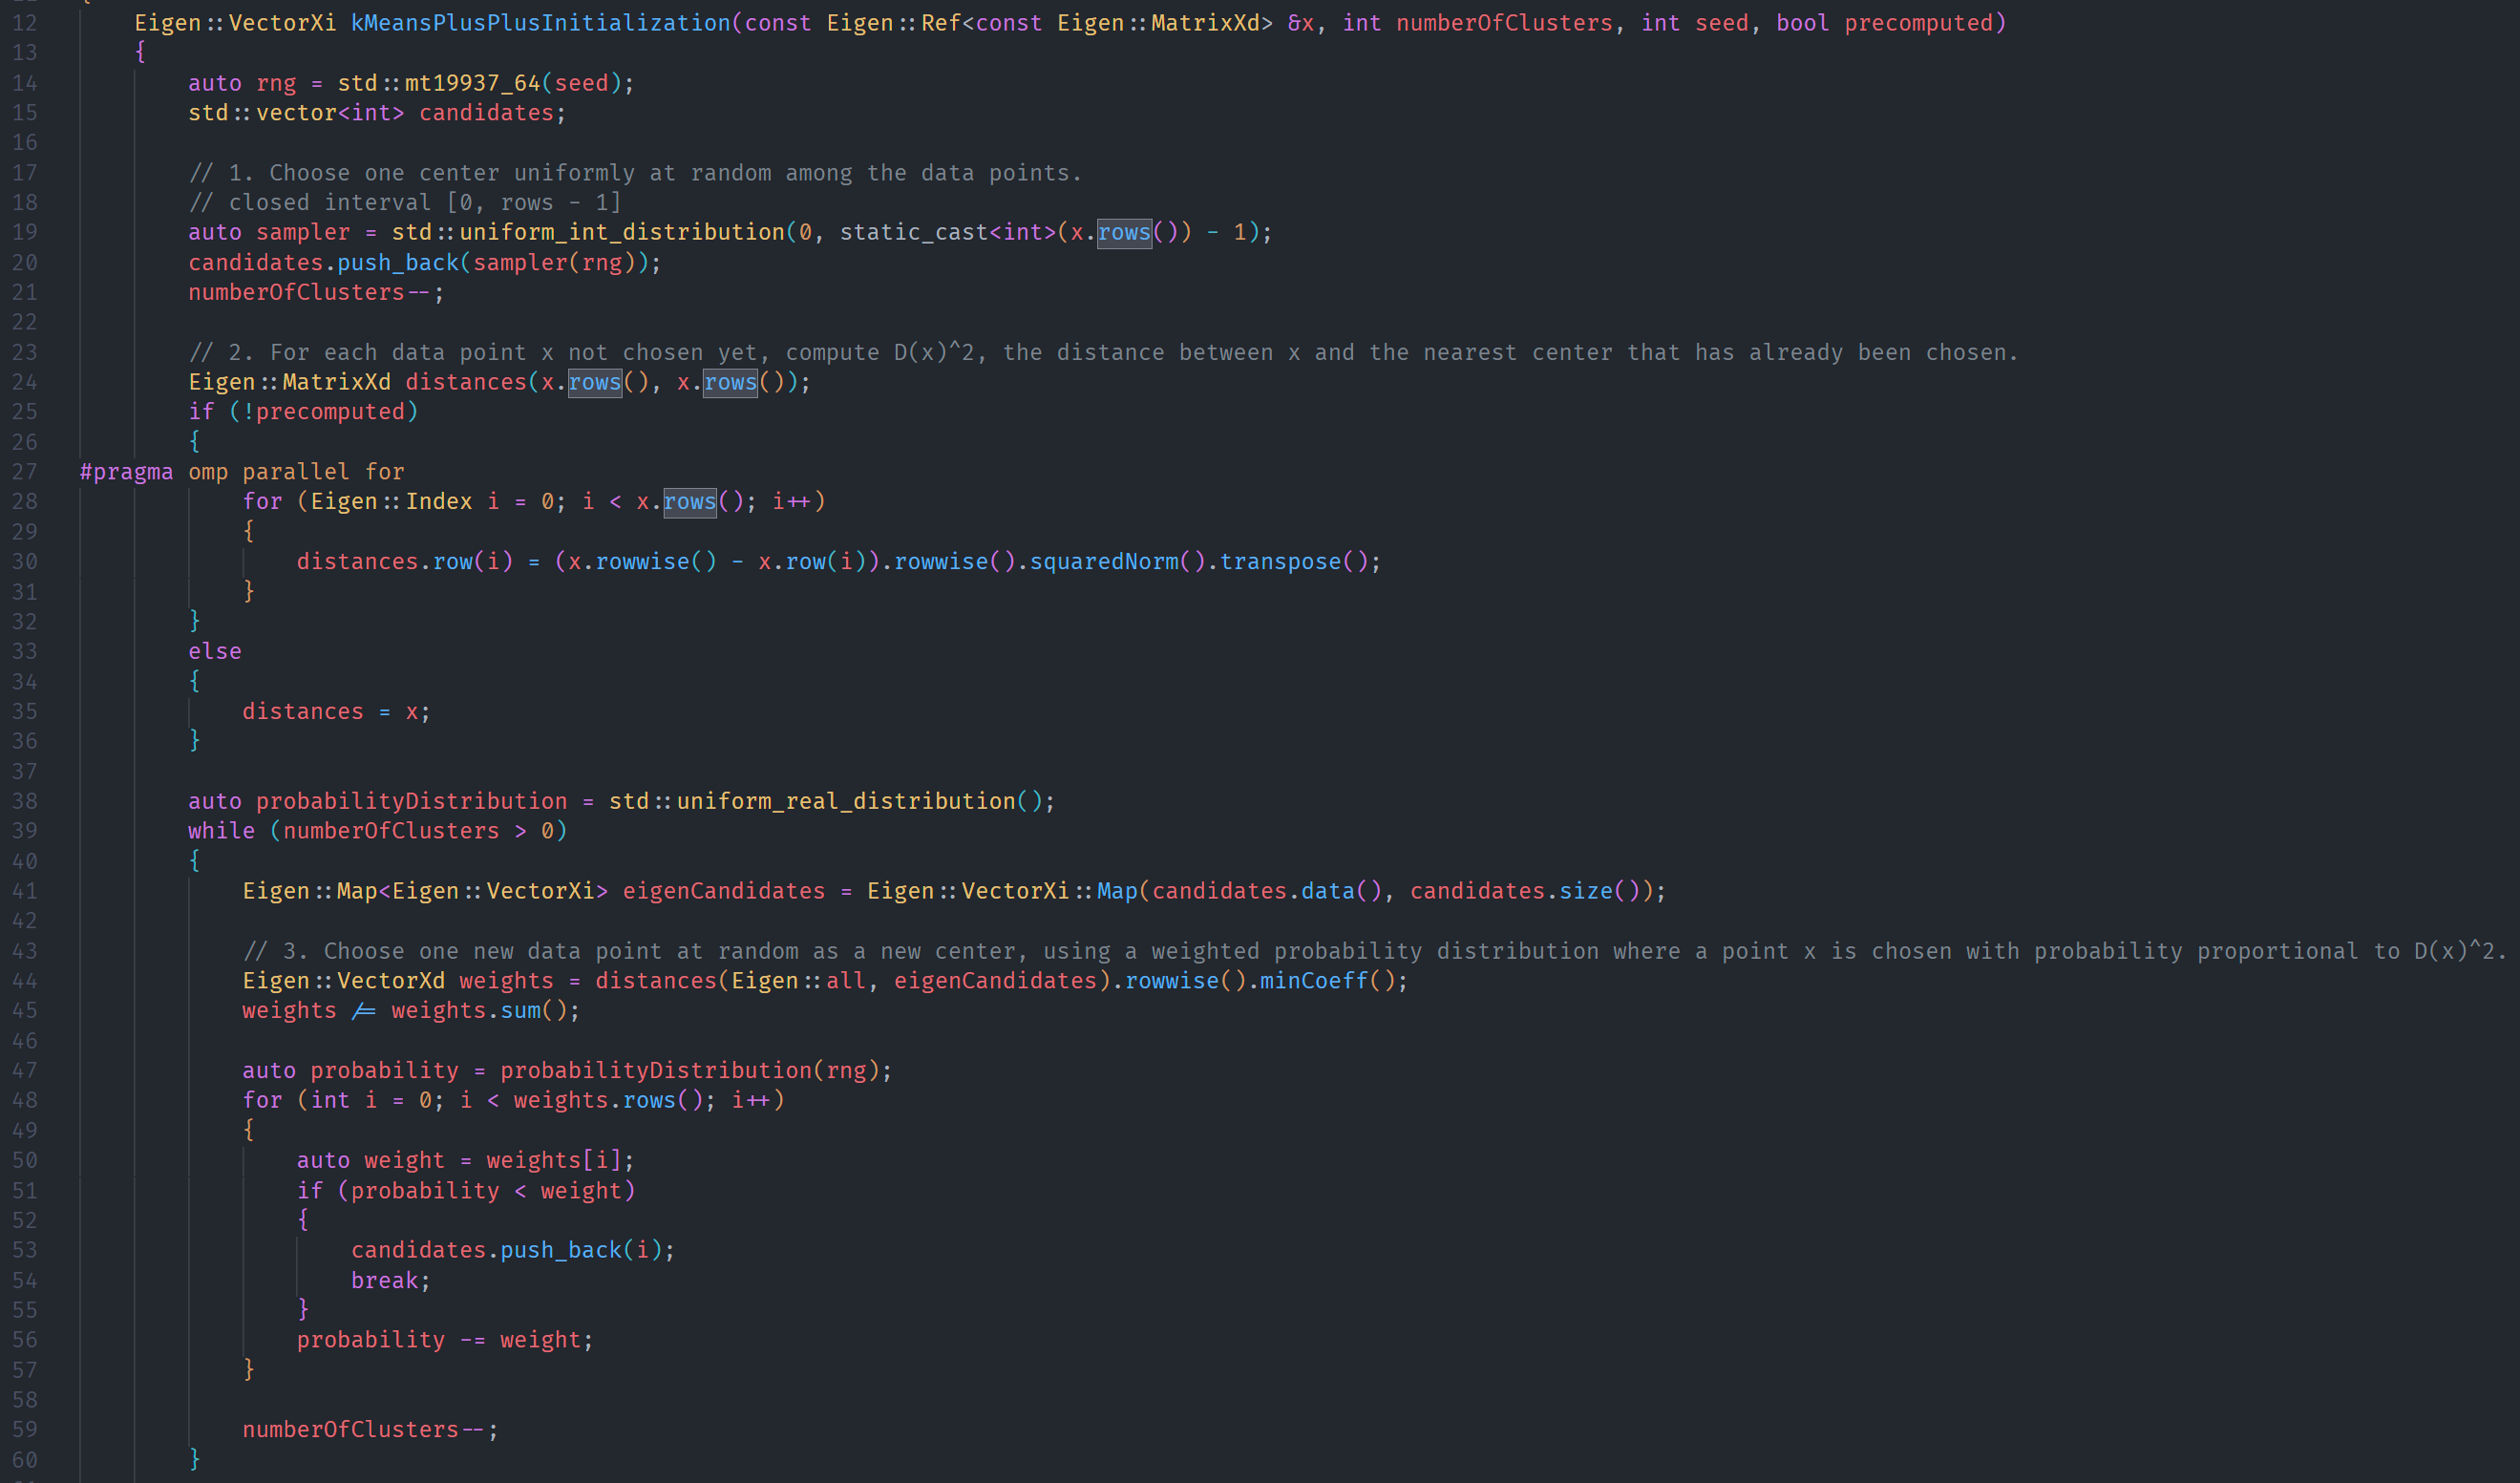 12 Eigen::VectorXi kMeansPlusPlusInitialization(const Eigen::Ref<const Eigen::MatrixXd> &x, int numberOfClusters, int seed, bool precomputed)
13 {
14 auto rng = std::mt19937_64(seed);
15 std::vector<int> candidates;
16
17 // 1. Choose one center uniformly at random among the data points.
18 // closed interval [0, rows - 1]
19 auto sampler = std::uniform_int_distribution(0, static_cast<int>(x.rows()) - 1);
20 candidates.push_back(sampler(rng));
21 numberOfClusters--;
22
23 // 2. For each data point x not chosen yet, compute D(x)^2, the distance between x and the nearest center that has already been chosen.
24 Eigen::MatrixXd distances(x.rows(), x.rows());
25 if (!precomputed)
26 {
27 #pragma omp parallel for
28 for (Eigen::Index i = 0; i < x.rows(); i++)
29 {
30 distances.row(i) = (x.rowwise() - x.row(i)).rowwise().squaredNorm().transpose();
31 }
32 }
33 else
34 {
35 distances = x;
36 }
37
38 auto probabilityDistribution = std::uniform_real_distribution();
39 while (numberOfClusters > 0)
40 {
41 Eigen::Map<Eigen::VectorXi> eigenCandidates = Eigen::VectorXi::Map(candidates.data(), candidates.size());
42
43 // 3. Choose one new data point at random as a new center, using a weighted probability distribution where a point x is chosen with probability proportional to D(x)^2.
44 Eigen::VectorXd weights = distances(Eigen::all, eigenCandidates).rowwise().minCoeff();
45 weights /= weights.sum();
46
47 auto probability = probabilityDistribution(rng);
48 for (int i = 0; i < weights.rows(); i++)
49 {
50 auto weight = weights[i];
51 if (probability < weight)
52 {
53 candidates.push_back(i);
54 break;
55 }
56 probability -= weight;
57 }
58
59 numberOfClusters--;
60 }